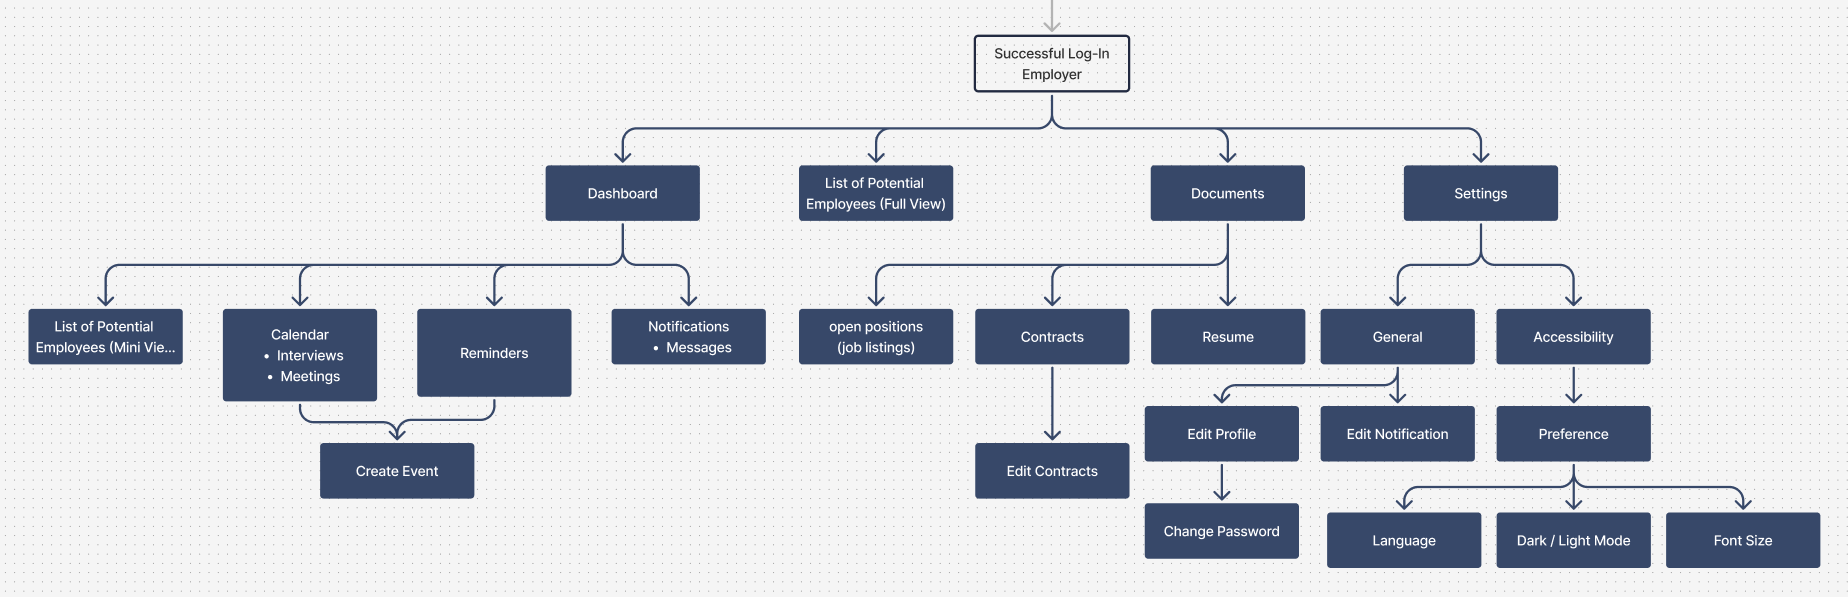 Successful Log-In
Employer
Dashboard
List of Potential
Employees (Full View)
Documents
Settings
List of Potential
Employees (Mini Vie...
Calendar
• Interviews
• Meetings
Reminders
Notifications
• Messages
open positions
(job listings)
Contracts
Resume
General
Accessibility
Create Event
Edit Contracts
Edit Profile
Edit Notification
Preference
Change Password
Language
Dark / Light Mode
Font Size